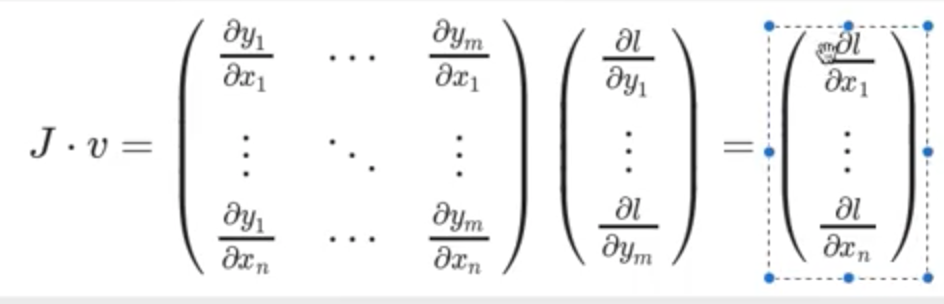 J · v = ( ∂y₁/∂x₁ ⋯ ∂yₘ/∂x₁ ⋮ ⋱ ⋮ ∂y₁/∂xₙ ⋯ ∂yₘ/∂xₙ ) ( ∂l/∂y₁ ⋮ ∂l/∂yₘ ) = ( ∂l/∂x₁ ⋮ ∂l/∂xₙ )